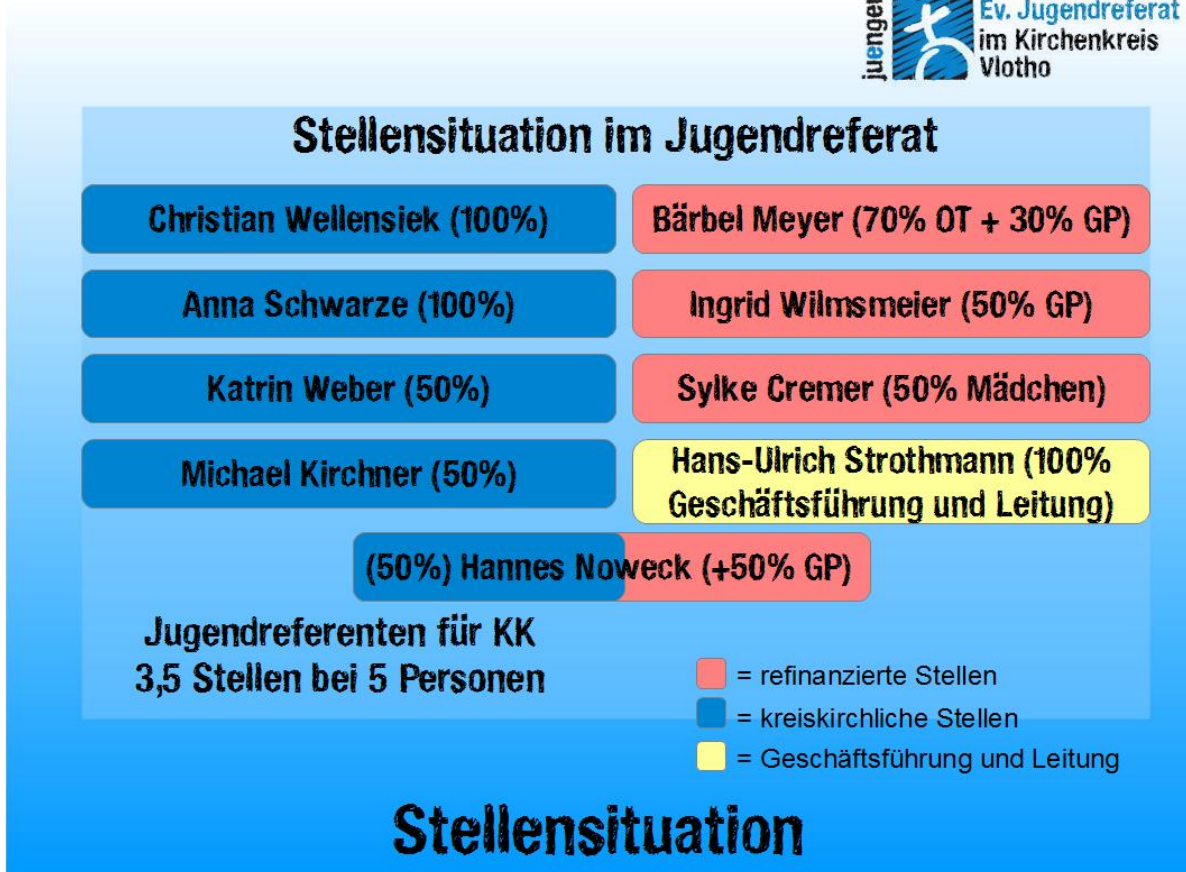 Ev. Jugendreferat
im Kirchenkreis
Vlotho
Stellensituation im Jugendreferat
Christian Wellensiek (100%)
Bärbel Meyer (70% OT + 30% GP)
Anna Schwarze (100%)
Ingrid Wilmsmeier (50% GP)
Katrin Weber (50%)
Sylke Cremer (50% Mädchen)
Michael Kirchner (50%)
Hans-Ulrich Strothmann (100%
Geschäftsführung und Leitung)
(50%) Hannes Noweck (+50% GP)
Jugendreferenten für KK
3,5 Stellen bei 5 Personen
= refinanzierte Stellen
= kreiskirchliche Stellen
= Geschäftsführung und Leitung
Stellensituation